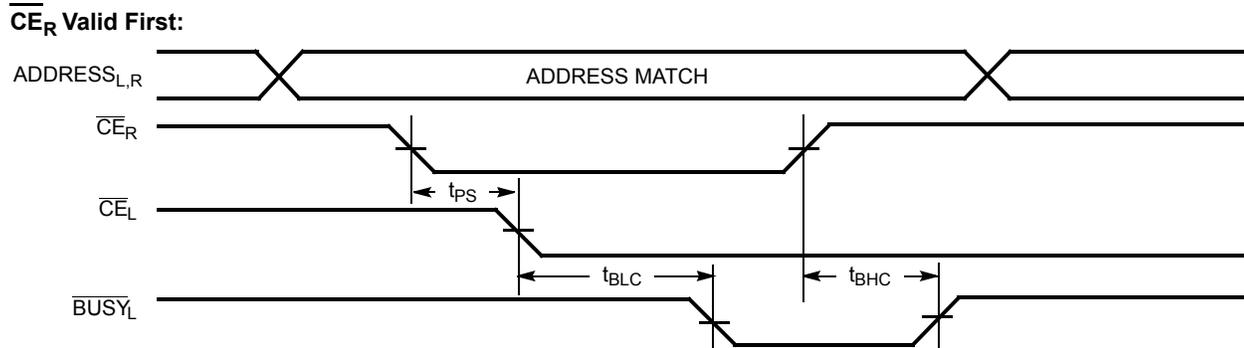 CE_R Valid First:
ADDRESS_L,R
ADDRESS MATCH
CE_R
t_PS
CE_L
t_BLC
t_BHC
BUSY_L